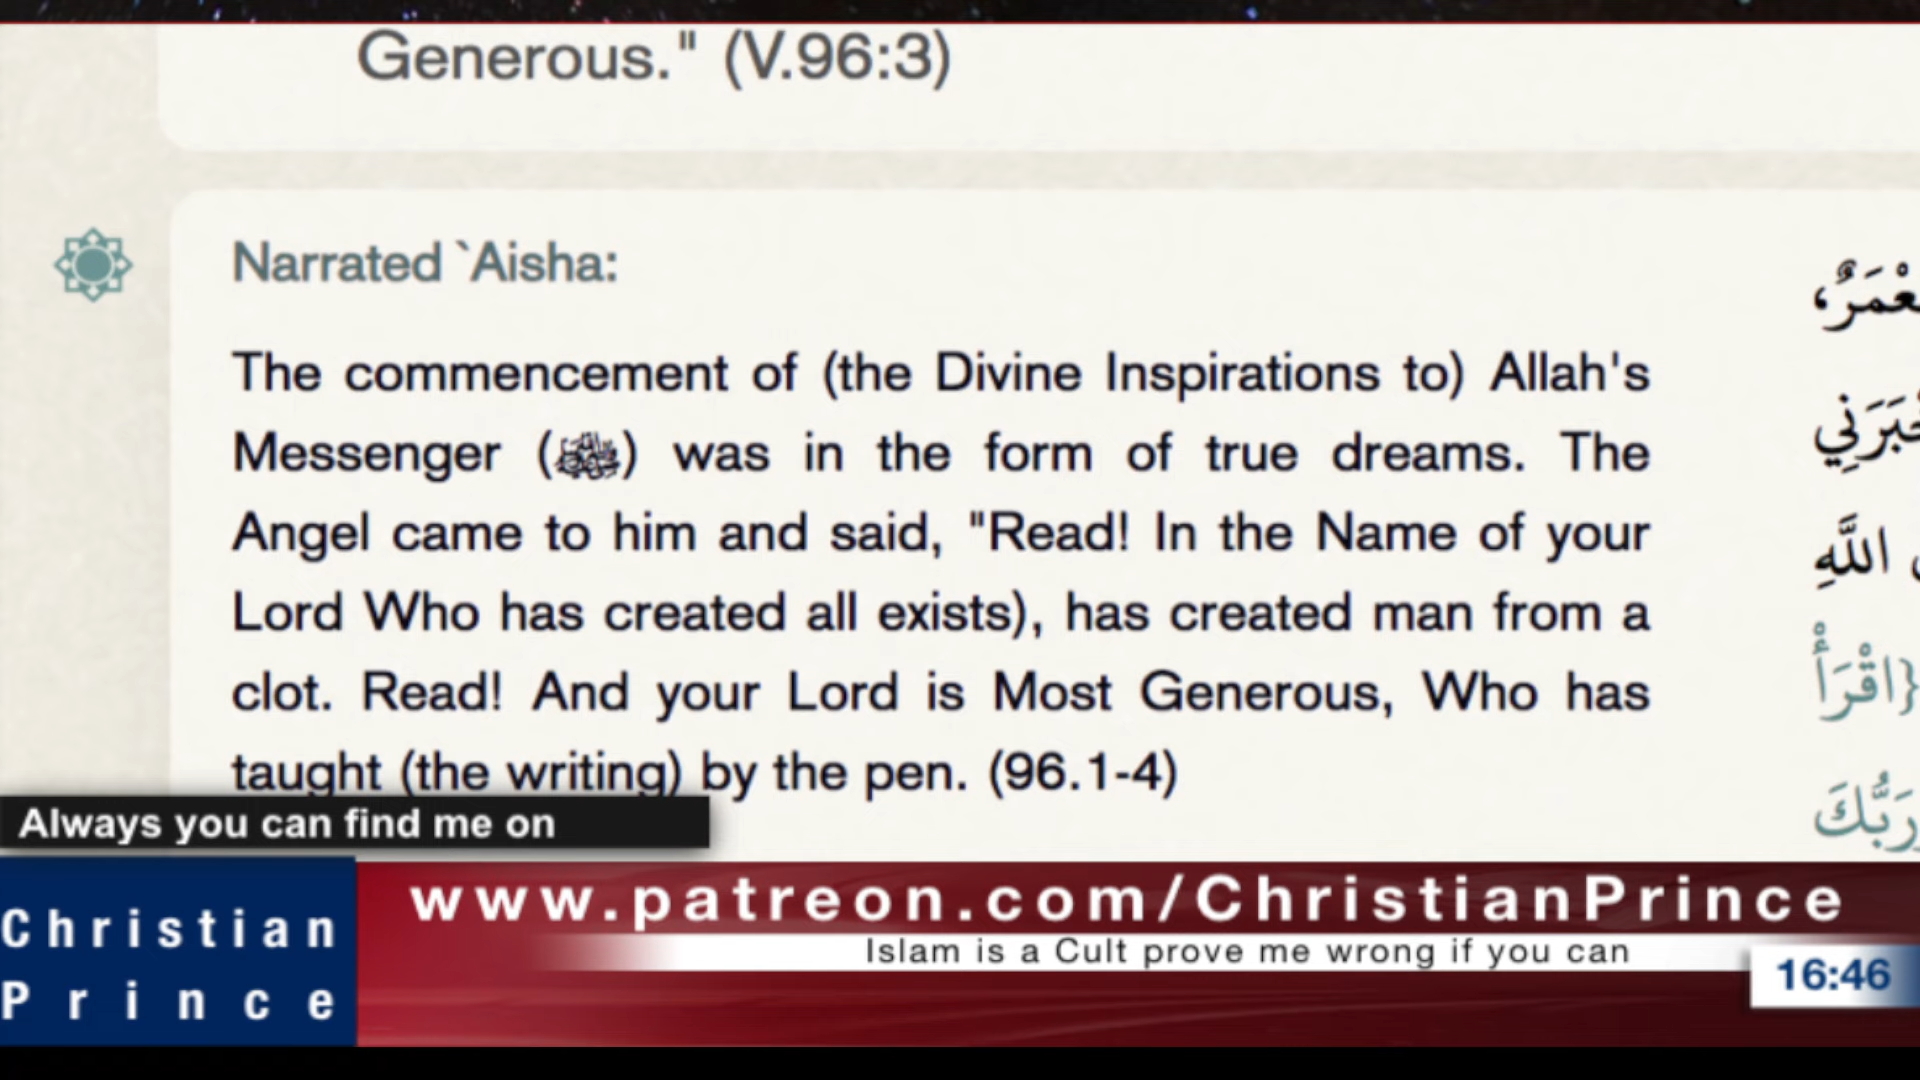 Generous." (V.96:3)
Narrated `Aisha:
The commencement of (the Divine Inspirations to) Allah's
Messenger (ﷺ) was in the form of true dreams. The
Angel came to him and said, "Read! In the Name of your
Lord Who has created all exists), has created man from a
clot. Read! And your Lord is Most Generous, Who has
taught (the writing) by the pen. (96.1-4)
اللَّهِ
{اقْرَأْ
Always you can find me on
Christian
Prince
www.patreon.com/ChristianPrince
Islam is a Cult prove me wrong if you can
16:46